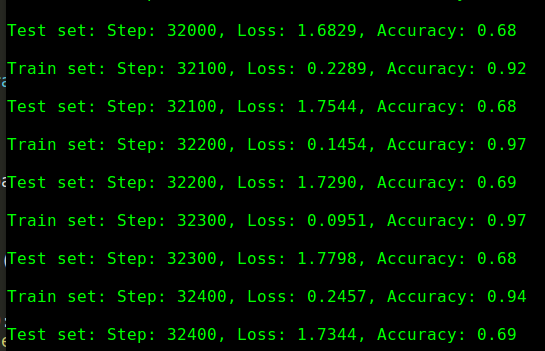 Test set: Step: 32000, Loss: 1.6829, Accuracy: 0.68
Train set: Step: 32100, Loss: 0.2289, Accuracy: 0.92
Test set: Step: 32100, Loss: 1.7544, Accuracy: 0.68
Train set: Step: 32200, Loss: 0.1454, Accuracy: 0.97
Test set: Step: 32200, Loss: 1.7290, Accuracy: 0.69
Train set: Step: 32300, Loss: 0.0951, Accuracy: 0.97
Test set: Step: 32300, Loss: 1.7798, Accuracy: 0.68
Train set: Step: 32400, Loss: 0.2457, Accuracy: 0.94
Test set: Step: 32400, Loss: 1.7344, Accuracy: 0.69